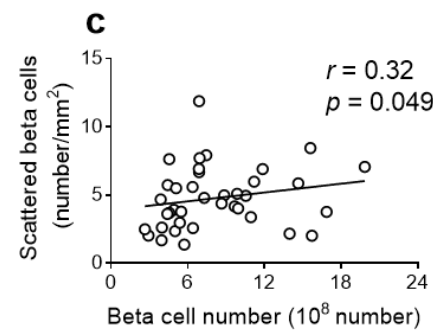 c
r = 0.32
p = 0.049
Scattered beta cells
(number/mm²)
15
10
5
0
0 6 12 18 24
Beta cell number (10⁸ number)